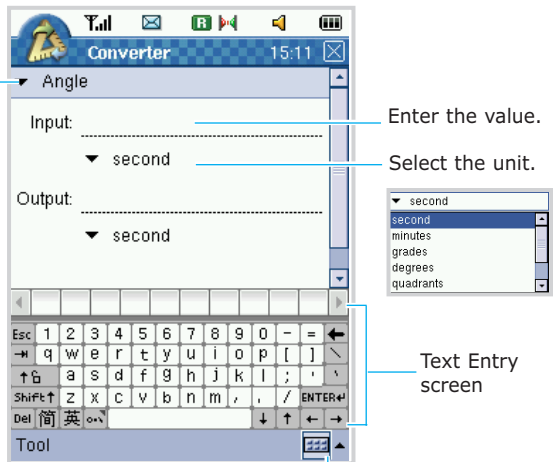 R
Converter 15:11
Angle
Input:
Enter the value.
second
Select the unit.
Output:
second
second
second
minutes
grades
degrees
quadrants
Esc 1 2 3 4 5 6 7 8 9 0 - =
q w e r t y u i o p [ ] \
a s d f g h j k l ; ' `
Shift z x c v b n m , . / ENTER
Del 简 英
Text Entry
screen
Tool